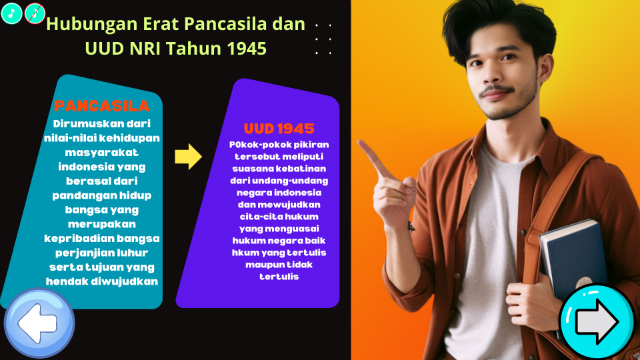 Hubungan Erat Pancasila dan
UUD NRI Tahun 1945
PANCASILA
Dirumuskan dari
nilai-nilai kehidupan
masyarakat
indonesia yang
berasal dari
pandangan hidup
bangsa yang
merupakan
kepribadian bangsa
perjanjian luhur
serta tujuan yang
hendak diwujudkan
UUD 1945
P0kok-pokok pikiran
tersebut meliputi
suasana kebatinan
dari undang-undang
negara indonesia
dan mewujudkan
cita-cita hukum
yang menguasai
hukum negara baik
hkum yang tertulis
maupun tidak
tertulis